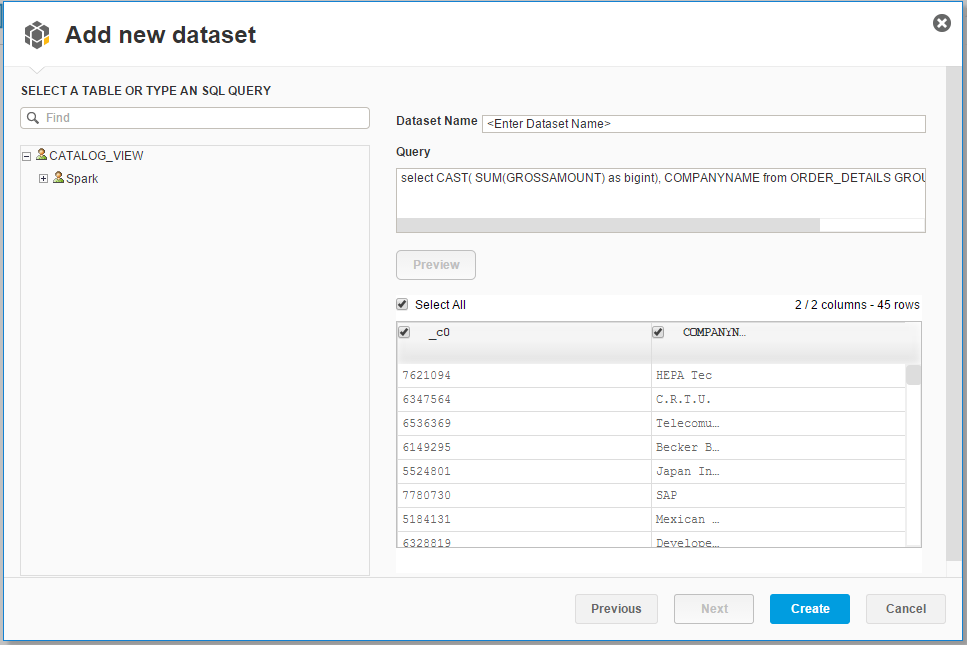 Add new dataset
SELECT A TABLE OR TYPE AN SQL QUERY
Find
CATALOG_VIEW
Spark
Dataset Name <Enter Dataset Name>
Query
select CAST( SUM(GROSSAMOUNT) as bigint), COMPANYNAME from ORDER_DETAILS GROU
Preview
Select All 2 / 2 columns - 45 rows
_c0 COMPANYN…
7621094 HEPA Tec
6347564 C.R.T.U.
6536369 Telecomu…
6149295 Becker B…
5524801 Japan In…
7780730 SAP
5184131 Mexican …
6328819 Develope…
Previous Next Create Cancel